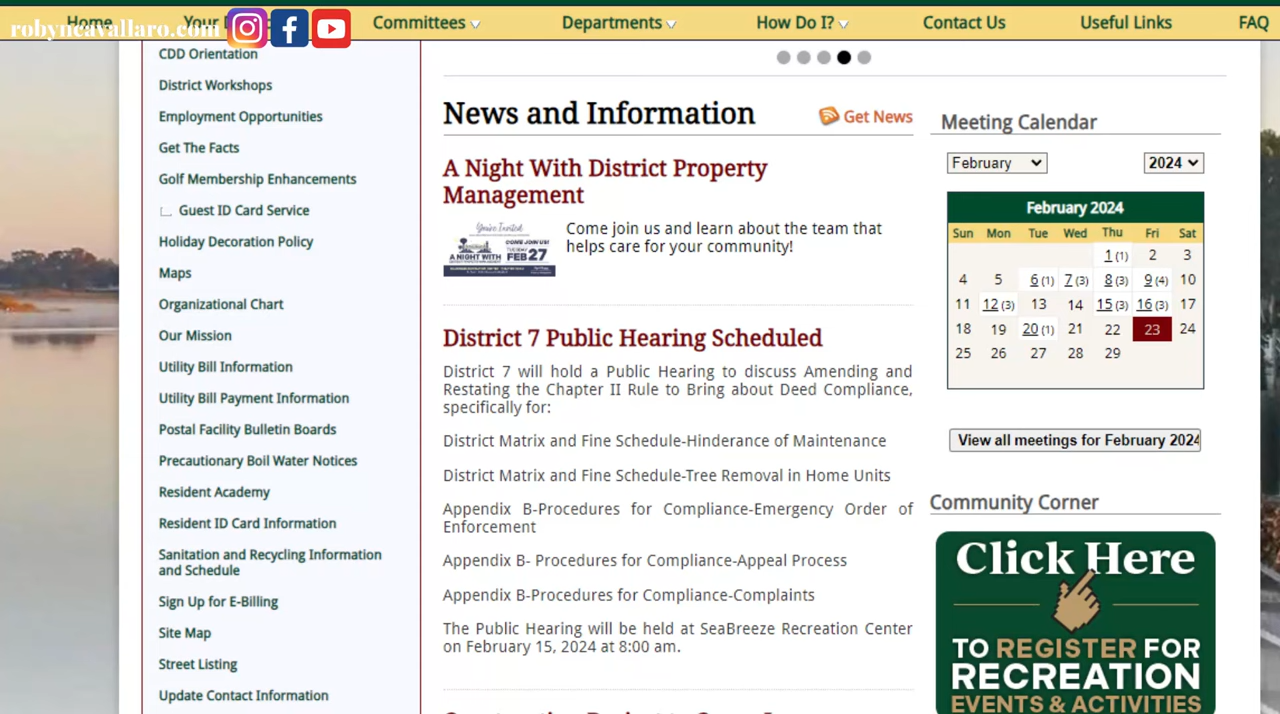 Home
Your
Committees
Departments
How Do I?
Contact Us
Useful Links
FAQ
robyncavallaro.com
CDD Orientation
District Workshops
Employment Opportunities
Get The Facts
Golf Membership Enhancements
Guest ID Card Service
Holiday Decoration Policy
Maps
Organizational Chart
Our Mission
Utility Bill Information
Utility Bill Payment Information
Postal Facility Bulletin Boards
Precautionary Boil Water Notices
Resident Academy
Resident ID Card Information
Sanitation and Recycling Information
and Schedule
Sign Up for E-Billing
Site Map
Street Listing
Update Contact Information
News and Information
Get News
A Night With District Property
Management
You're Invited
A NIGHT WITH
COME JOIN US!
TUESDAY
FEB 27
Come join us and learn about the team that
helps care for your community!
District 7 Public Hearing Scheduled
District 7 will hold a Public Hearing to discuss Amending and
Restating the Chapter II Rule to Bring about Deed Compliance,
specifically for:
District Matrix and Fine Schedule-Hinderance of Maintenance
District Matrix and Fine Schedule-Tree Removal in Home Units
Appendix B-Procedures for Compliance-Emergency Order of
Enforcement
Appendix B- Procedures for Compliance-Appeal Process
Appendix B-Procedures for Compliance-Complaints
The Public Hearing will be held at SeaBreeze Recreation Center
on February 15, 2024 at 8:00 am.
Meeting Calendar
February
2024
February 2024
Sun Mon Tue Wed Thu Fri Sat
1 (1) 2 3
4 5 6 (1) 7 (3) 8 (3) 9 (4) 10
11 12 (3) 13 14 15 (3) 16 (3) 17
18 19 20 (1) 21 22 23 24
25 26 27 28 29
View all meetings for February 2024
Community Corner
Click Here
TO REGISTER FOR
RECREATION
EVENTS & ACTIVITIES